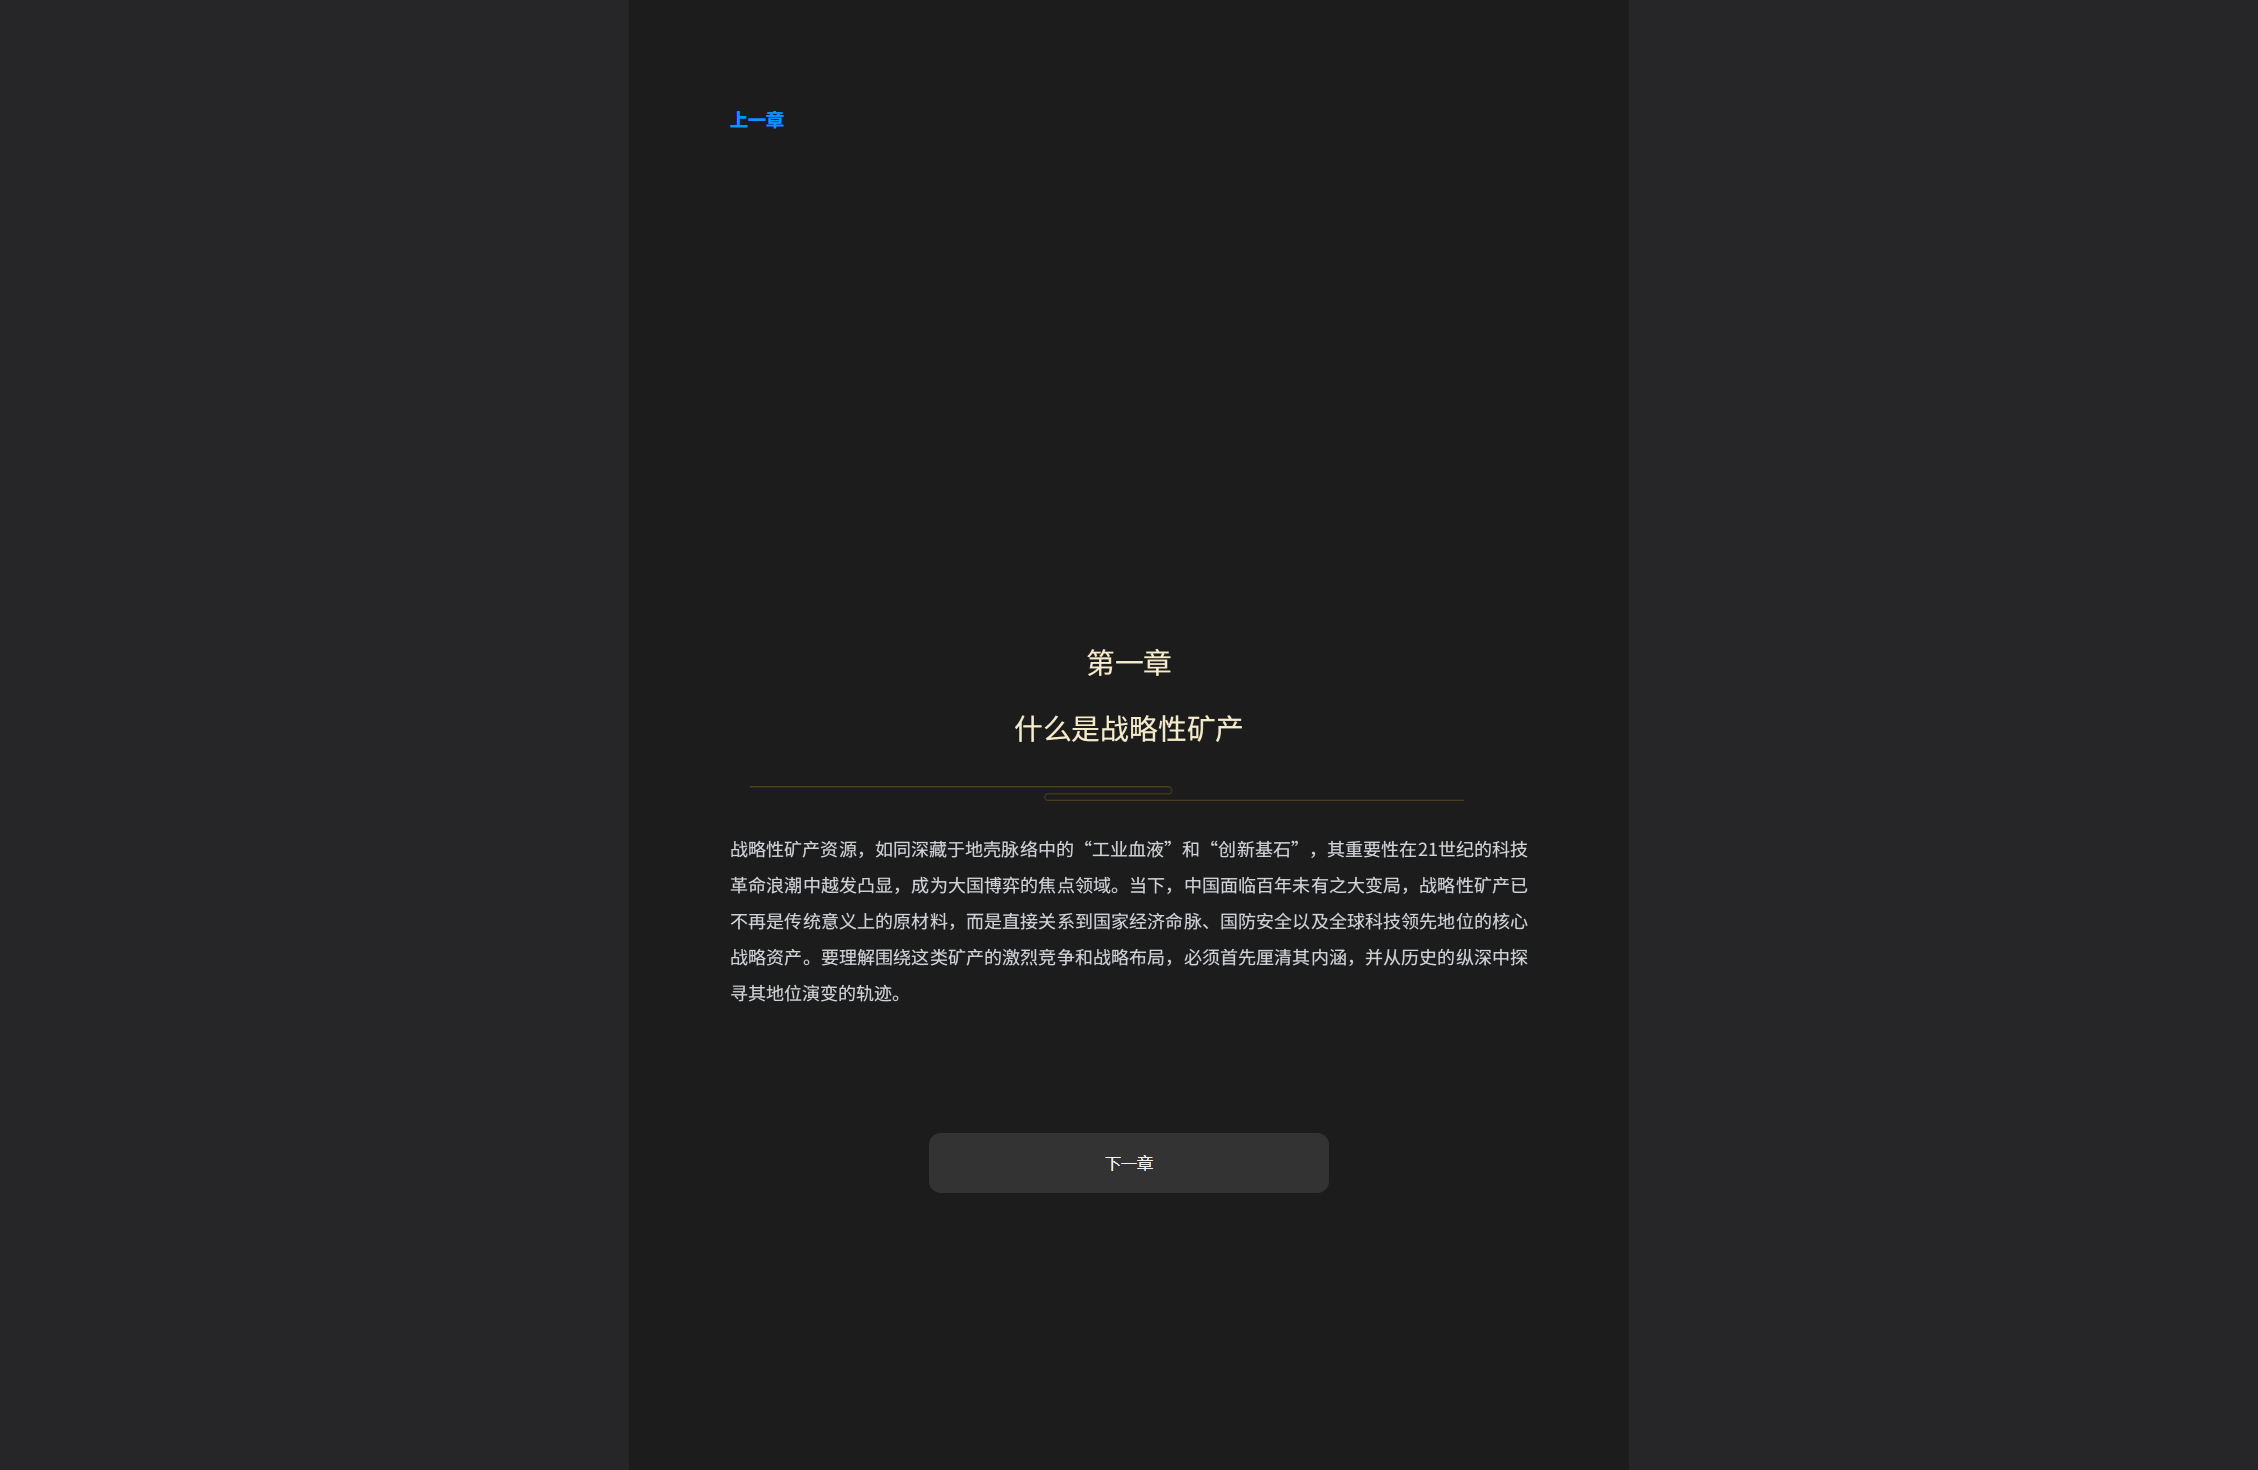 上一章
第一章
什么是战略性矿产
战略性矿产资源，如同深藏于地壳脉络中的“工业血液”和“创新基石”，其重要性在21世纪的科技
革命浪潮中越发凸显，成为大国博弈的焦点领域。当下，中国面临百年未有之大变局，战略性矿产已
不再是传统意义上的原材料，而是直接关系到国家经济命脉、国防安全以及全球科技领先地位的核心
战略资产。要理解围绕这类矿产的激烈竞争和战略布局，必须首先厘清其内涵，并从历史的纵深中探
寻其地位演变的轨迹。
下一章